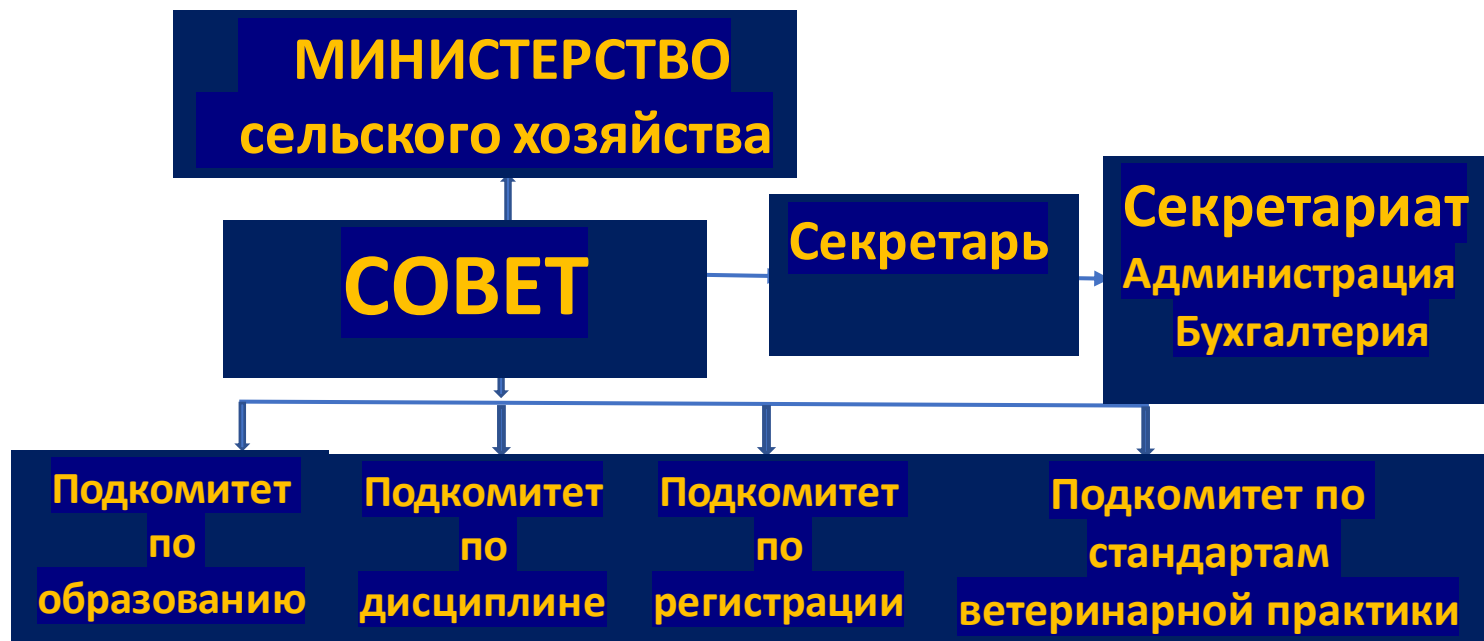 МИНИСТЕРСТВО
сельского хозяйства
СОВЕТ
Секретарь
Секретариат
Администрация
Бухгалтерия
Подкомитет
по
образованию
Подкомитет
по
дисциплине
Подкомитет
по
регистрации
Подкомитет по
стандартам
ветеринарной практики